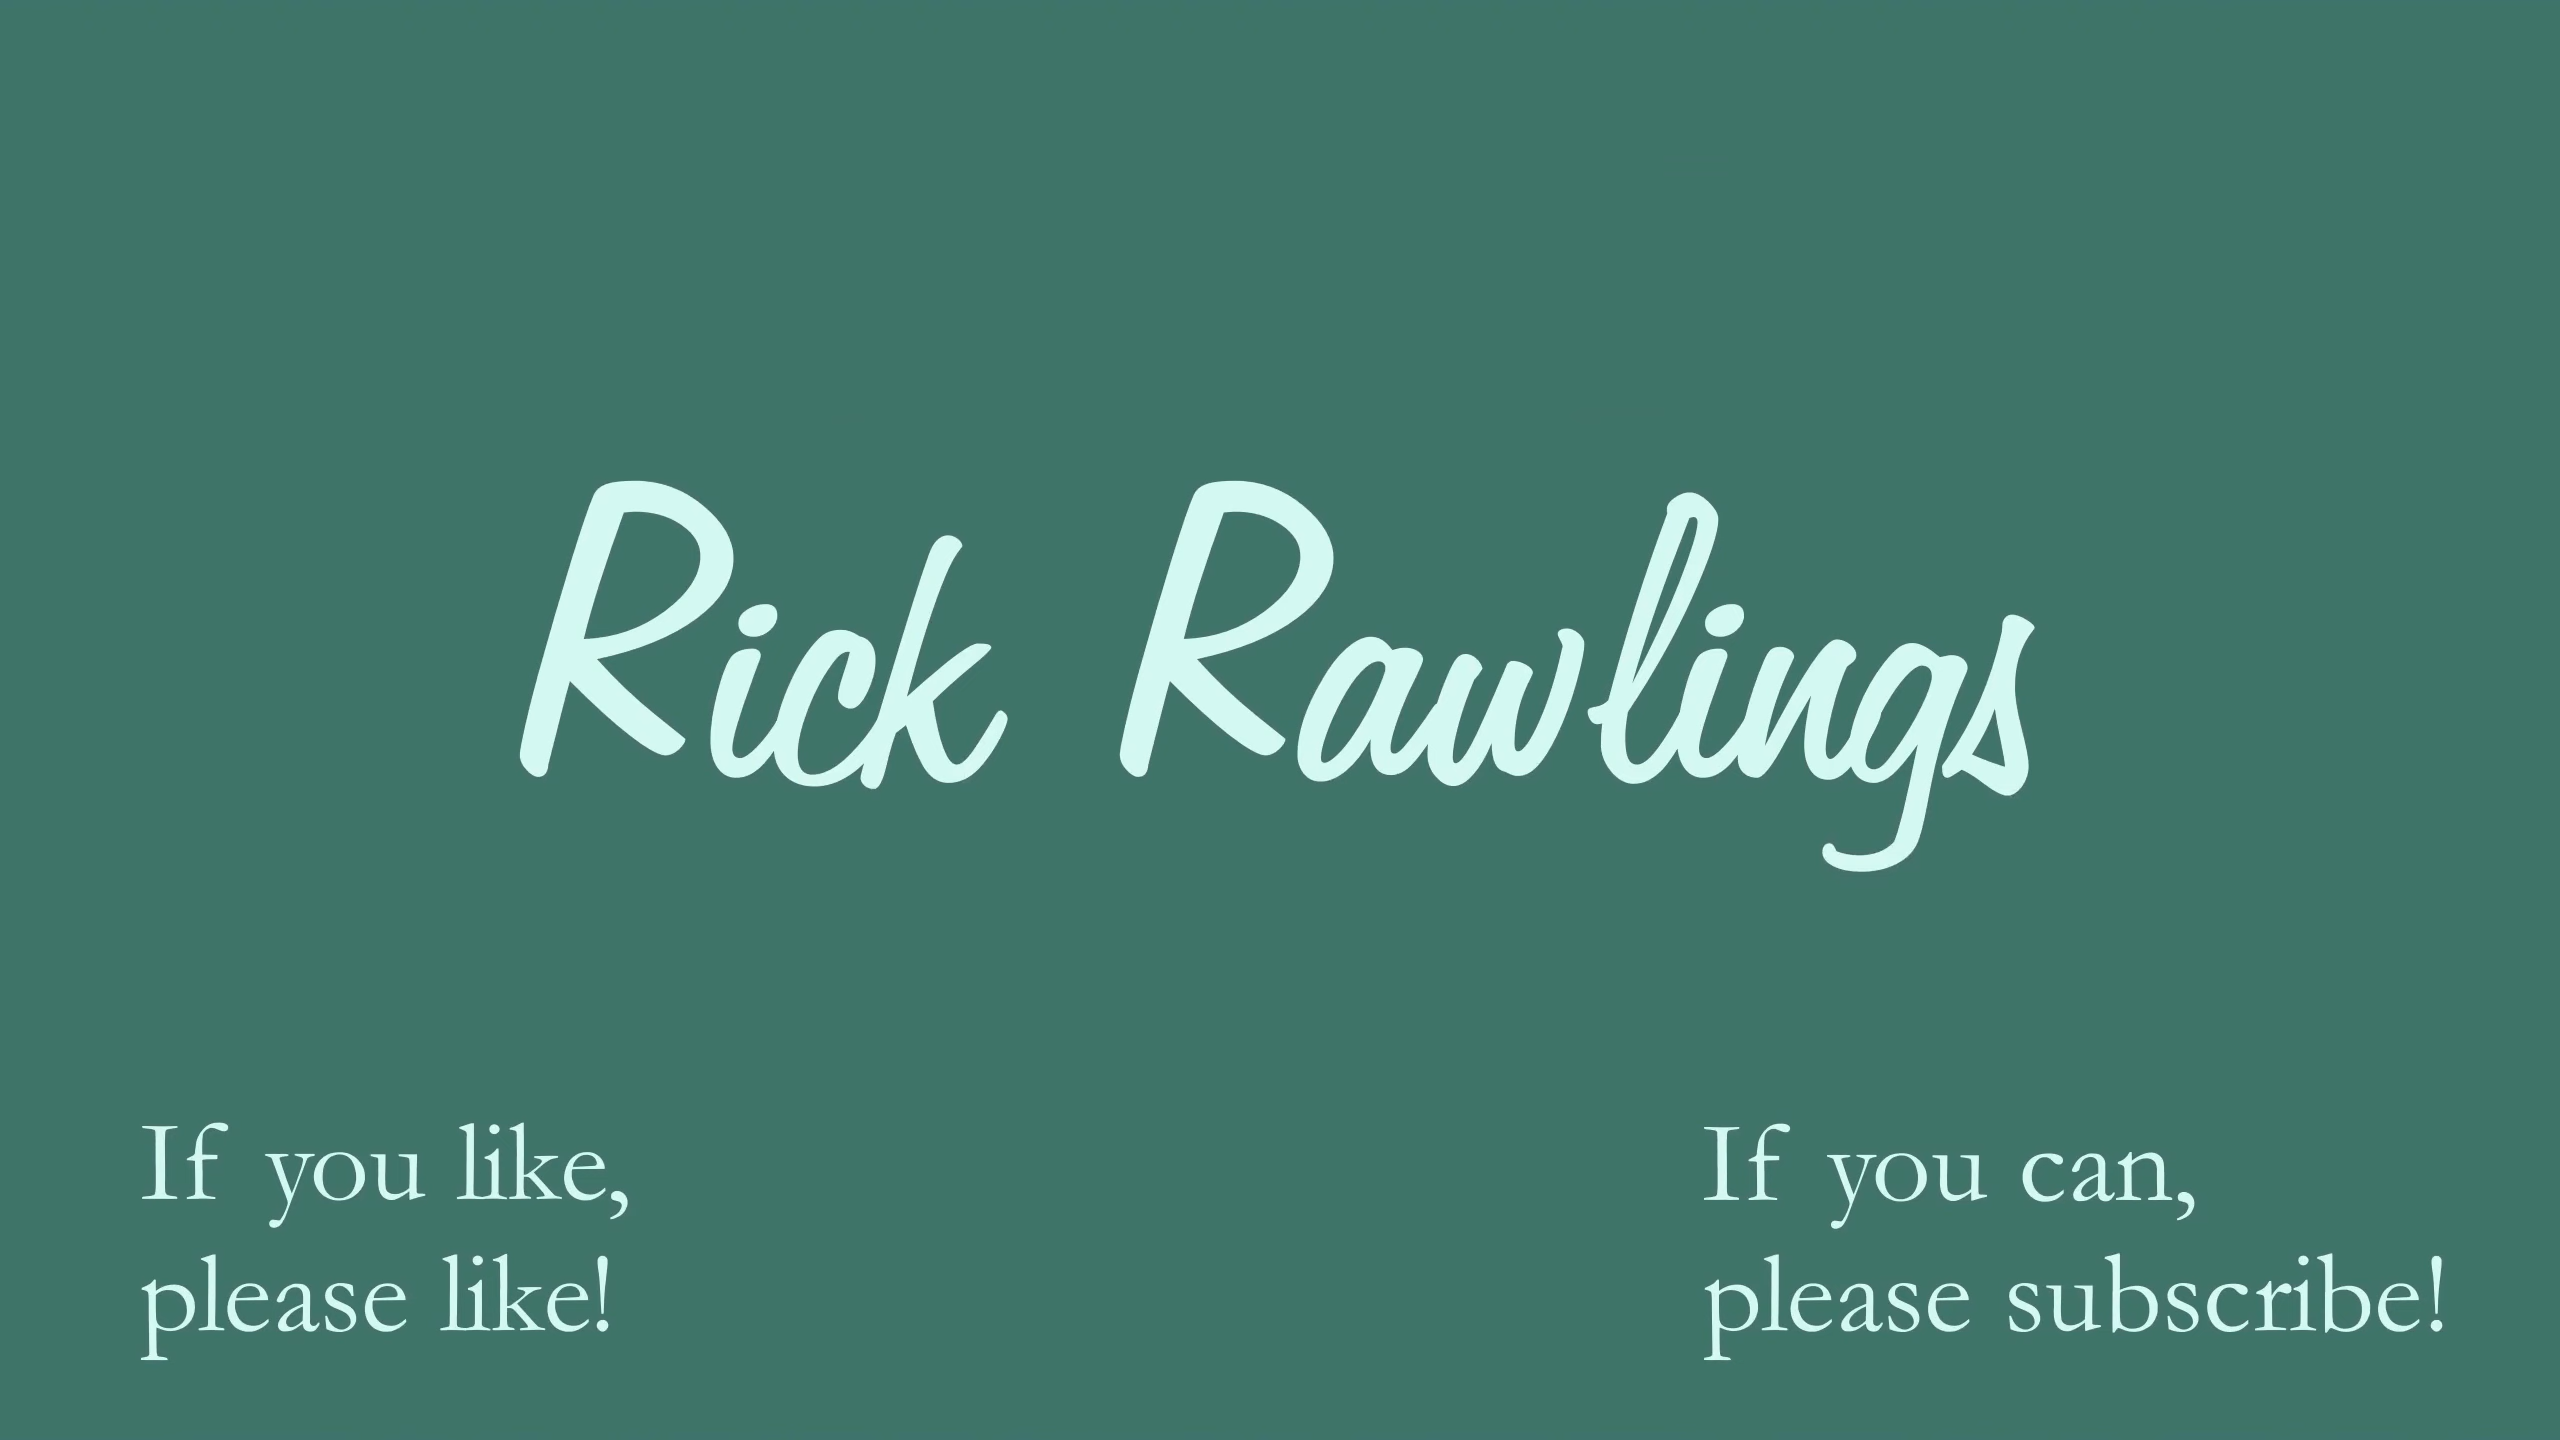 Rick Rawlings
If you like,
please like!
If you can,
please subscribe!